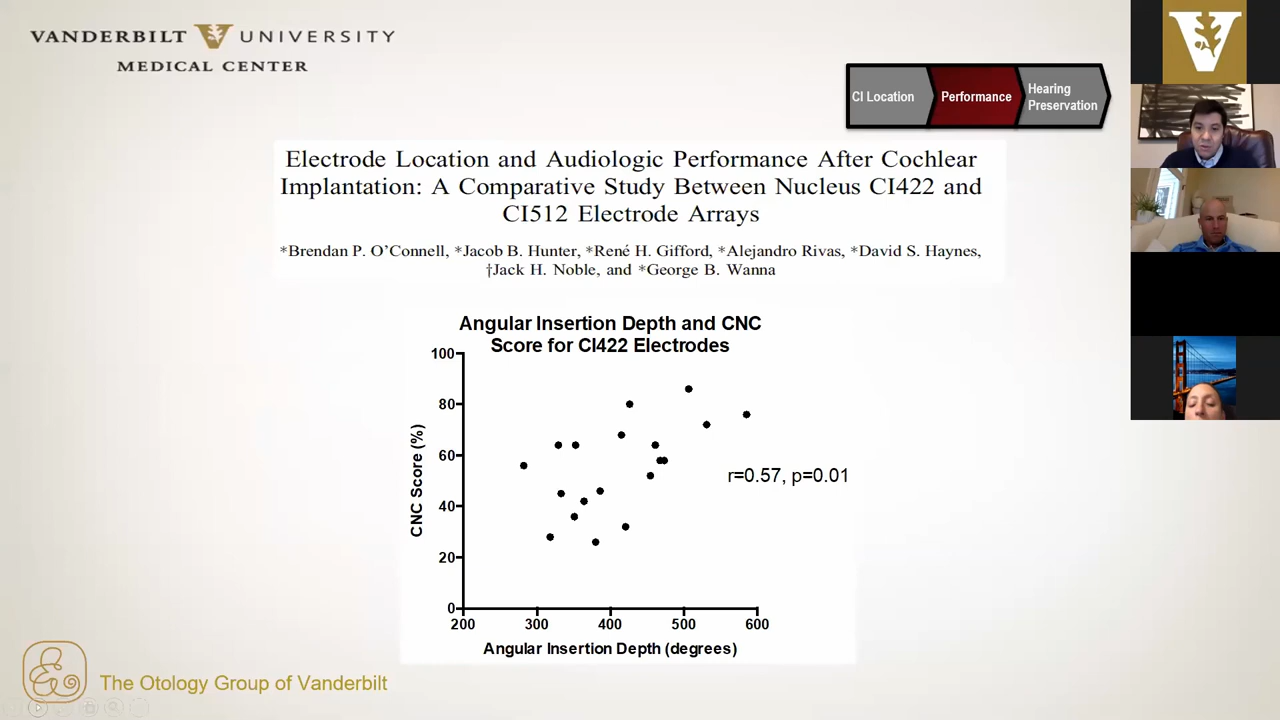 VANDERBILT UNIVERSITY
MEDICAL CENTER
CI Location
Performance
Hearing
Preservation
Electrode Location and Audiologic Performance After Cochlear
Implantation: A Comparative Study Between Nucleus CI422 and
CI512 Electrode Arrays
*Brendan P. O’Connell, *Jacob B. Hunter, *René H. Gifford, *Alejandro Rivas, *David S. Haynes,
†Jack H. Noble, and *George B. Wanna
Angular Insertion Depth and CNC
Score for CI422 Electrodes
CNC Score (%)
100
80
60
40
20
0
r=0.57, p=0.01
200 300 400 500 600
Angular Insertion Depth (degrees)
The Otology Group of Vanderbilt